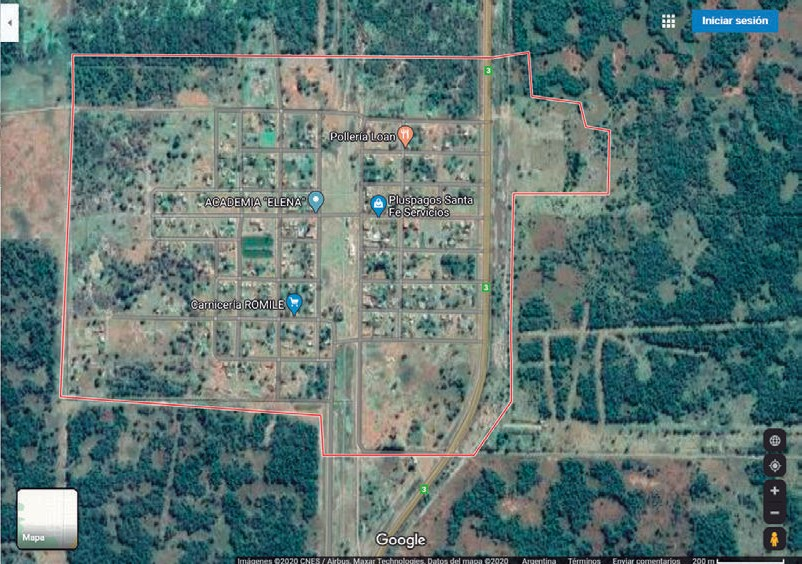 Iniciar sesión
3
Pollería Loan
ACADEMIA "ELENA"
Pluspagos Santa
Fe Servicios
3
Carnicería ROMILE
3
Mapa
Google
Imágenes ©2020 CNES / Airbus, Maxar Technologies, Datos del mapa ©2020 Argentina Términos Enviar comentarios 200 m